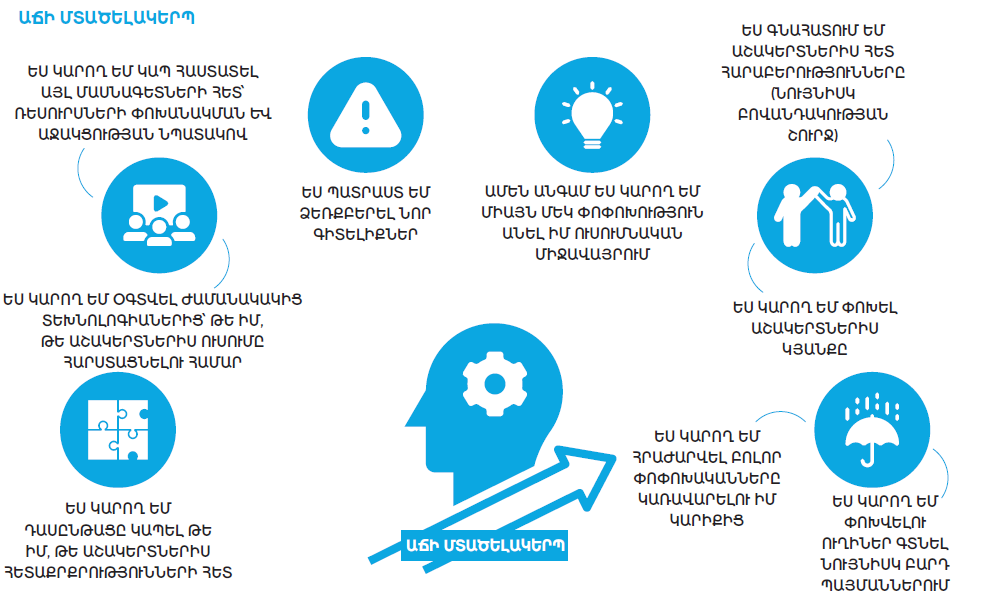 ԱՃԻ ՄՏԱԾԵԼԱԿԵՐՊ
ԵՍ ԿԱՐՈՂ ԵՄ ԿԱՊ ՀԱՍՏԱՏԵԼ
ԱՅԼ ՄԱՍՆԱԳԵՏՆԵՐԻ ՀԵՏ՝
ՌԵՍՈՒՐՍՆԵՐԻ ՓՈԽԱՆԱԿՄԱՆ ԵՎ
ԱՋԱԿՑՈՒԹՅԱՆ ՆՊԱՏԱԿՈՎ
ԵՍ ՊԱՏՐԱՍՏ ԵՄ
ՁԵՌՔԲԵՐԵԼ ՆՈՐ
ԳԻՏԵԼԻՔՆԵՐ
ԱՄԵՆ ԱՆԳԱՄ ԵՍ ԿԱՐՈՂ ԵՄ
ՄԻԱՅՆ ՄԵԿ ՓՈՓՈԽՈՒԹՅՈՒՆ
ԱՆԵԼ ԻՄ ՈՒՍՈՒՄՆԱԿԱՆ
ՄԻՋԱՎԱՅՐՈՒՄ
ԵՍ ԳՆԱՀԱՏՈՒՄ ԵՄ
ԱՇԱԿԵՐՏՆԵՐԻՍ ՀԵՏ
ՀԱՐԱԲԵՐՈՒԹՅՈՒՆՆԵՐԸ
(ՆՈՒՅՆԻՍԿ
ԲՈՎԱՆԴԱԿՈՒԹՅԱՆ
ՇՈՒՐՋ)
ԵՍ ԿԱՐՈՂ ԵՄ ՕԳՏՎԵԼ ԺԱՄԱՆԱԿԱԿԻՑ
ՏԵԽՆՈԼՈԳԻԱՆԵՐԻՑ՝ ԹԵ ԻՄ,
ԹԵ ԱՇԱԿԵՐՏՆԵՐԻՍ ՈՒՍՈՒՄԸ
ՀԱՐՍՏԱՑՆԵԼՈՒ ՀԱՄԱՐ
ԵՍ ԿԱՐՈՂ ԵՄ ՓՈԽԵԼ
ԱՇԱԿԵՐՏՆԵՐԻՍ
ԿՅԱՆՔԸ
ԵՍ ԿԱՐՈՂ ԵՄ
ԴԱՍԸՆԹԱՑԸ ԿԱՊԵԼ ԹԵ
ԻՄ, ԹԵ ԱՇԱԿԵՐՏՆԵՐԻՍ
ՀԵՏԱՔՐՔՐՈՒԹՅՈՒՆՆԵՐԻ ՀԵՏ
ԱՃԻ ՄՏԱԾԵԼԱԿԵՐՊ
ԵՍ ԿԱՐՈՂ ԵՄ
ՀՐԱԺԱՐՎԵԼ ԲՈԼՈՐ
ՓՈՓՈԽԱԿԱՆՆԵՐԸ
ԿԱՌԱՎԱՐԵԼՈՒ ԻՄ
ԿԱՐԻՔԻՑ
ԵՍ ԿԱՐՈՂ ԵՄ
ՓՈԽՎԵԼՈՒ
ՈՒՂԻՆԵՐ ԳՏՆԵԼ
ՆՈՒՅՆԻՍԿ ԲԱՐԴ
ՊԱՅՄԱՆՆԵՐՈՒՄ